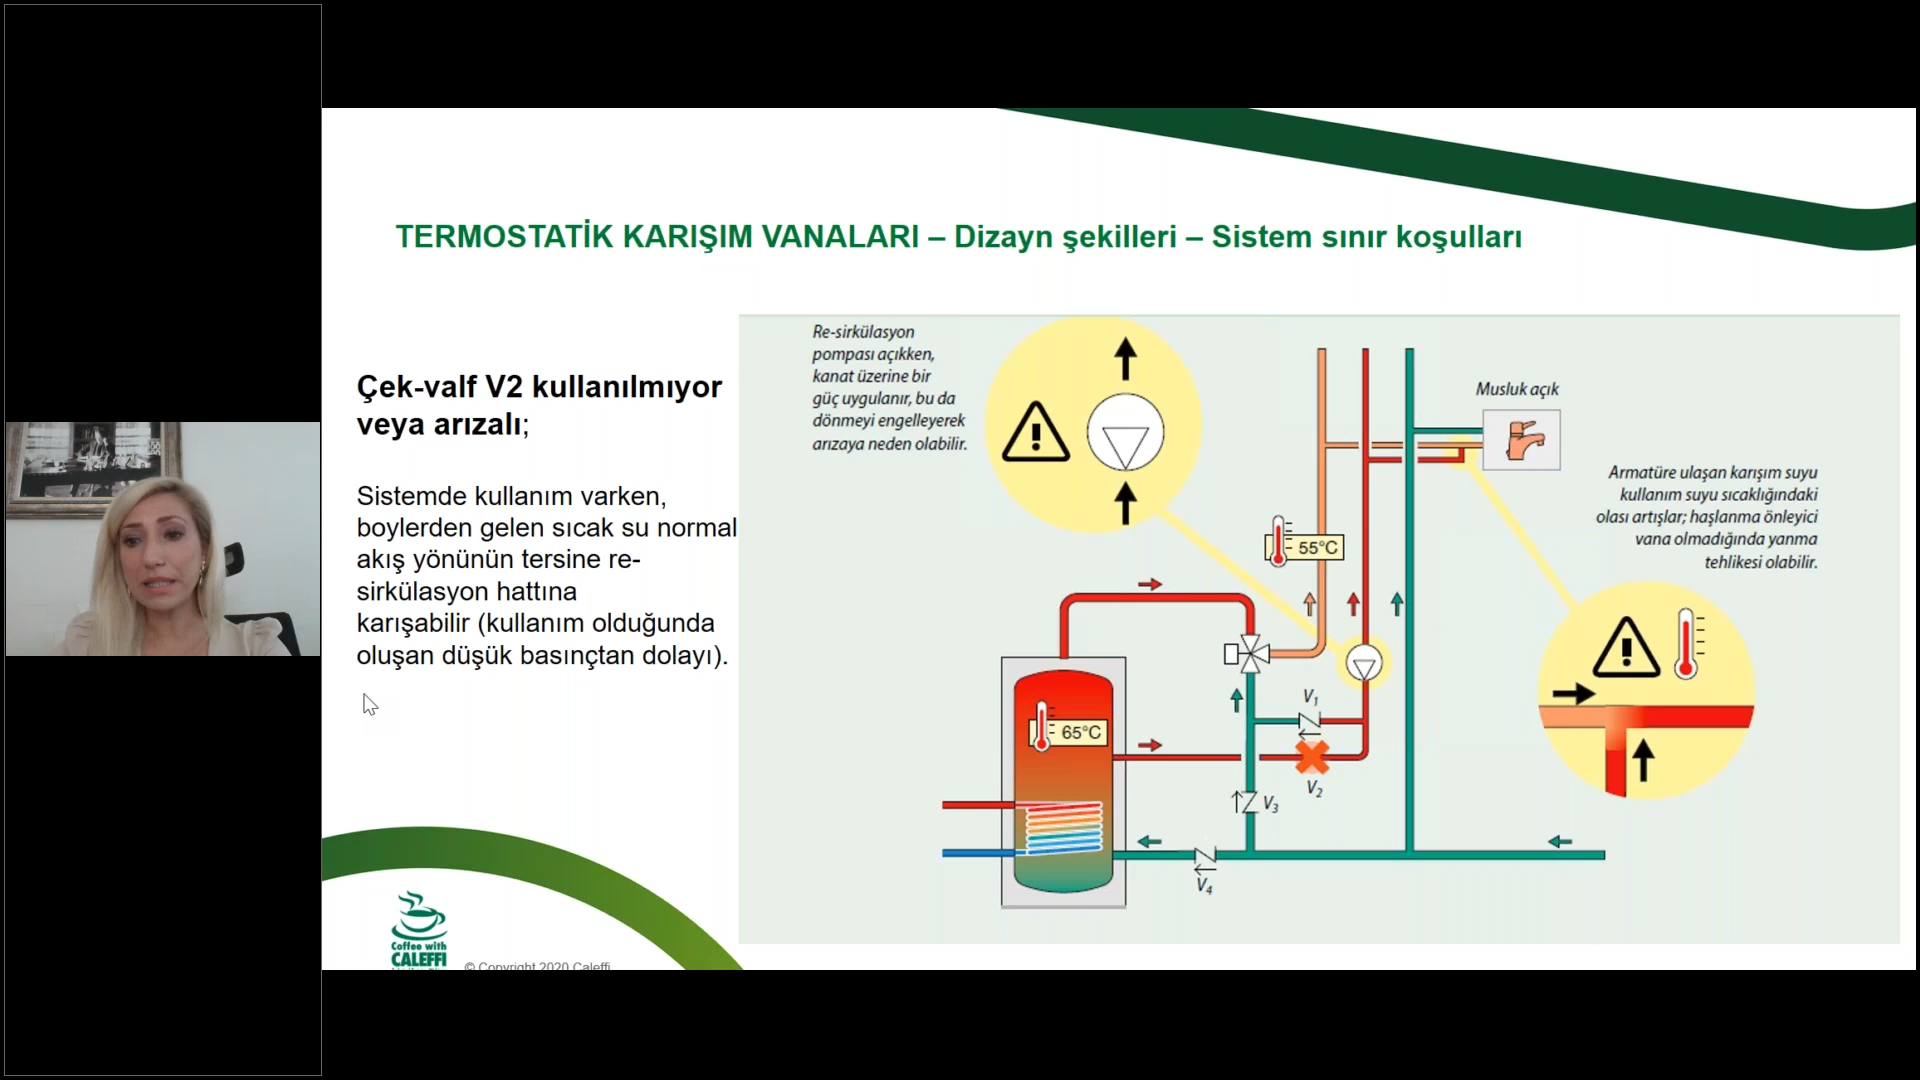 TERMOSTATİK KARIŞIM VANALARI – Dizayn şekilleri – Sistem sınır koşulları
Çek-valf V2 kullanılmıyor
veya arızalı;
Sistemde kullanım varken,
boylerden gelen sıcak su normal
akış yönünün tersine re-
sirkülasyon hattına
karışabilir (kullanım olduğunda
oluşan düşük basınçtan dolayı).
Re-sirkülasyon
pompası açıkken,
kanat üzerine bir
güç uygulanır, bu da
dönmeyi engelleyerek
arızaya neden olabilir.
Musluk açık
Armatüre ulaşan karışım suyu
kullanım suyu sıcaklığındaki
olası artışlar; haşlanma önleyici
vana olmadığında yanma
tehlikesi olabilir.
55°C
65°C
V1
V2
V3
V4
Coffee with
CALEFFI
© Copyright 2020 Caleffi